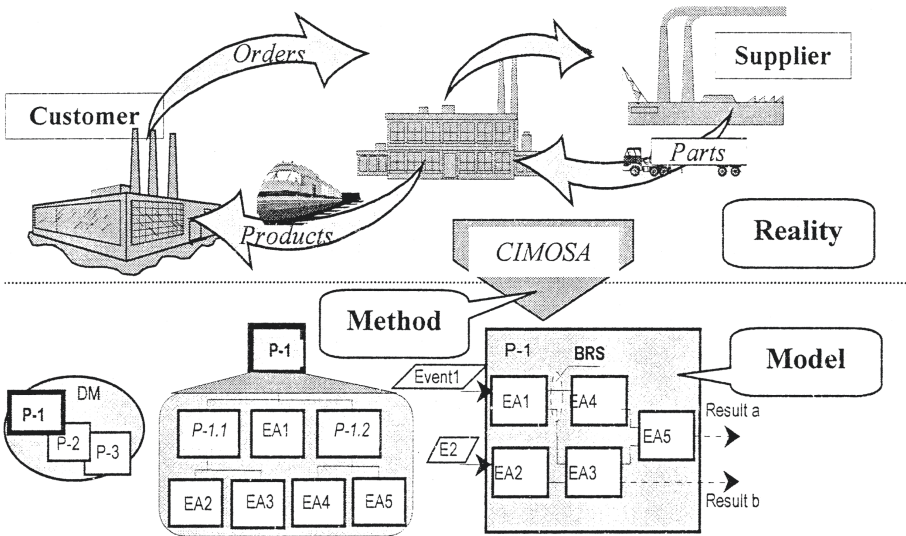 Orders
Supplier
Customer
Parts
Products
CIMOSA
Reality
Method
P-1
P-1
BRS
Model
Event1
DM
P-1
P-2
P-3
P-1.1
EA1
P-1.2
EA1
EA4
EA5
Result a
E2
EA2
EA3
EA4
EA5
EA2
EA3
Result b